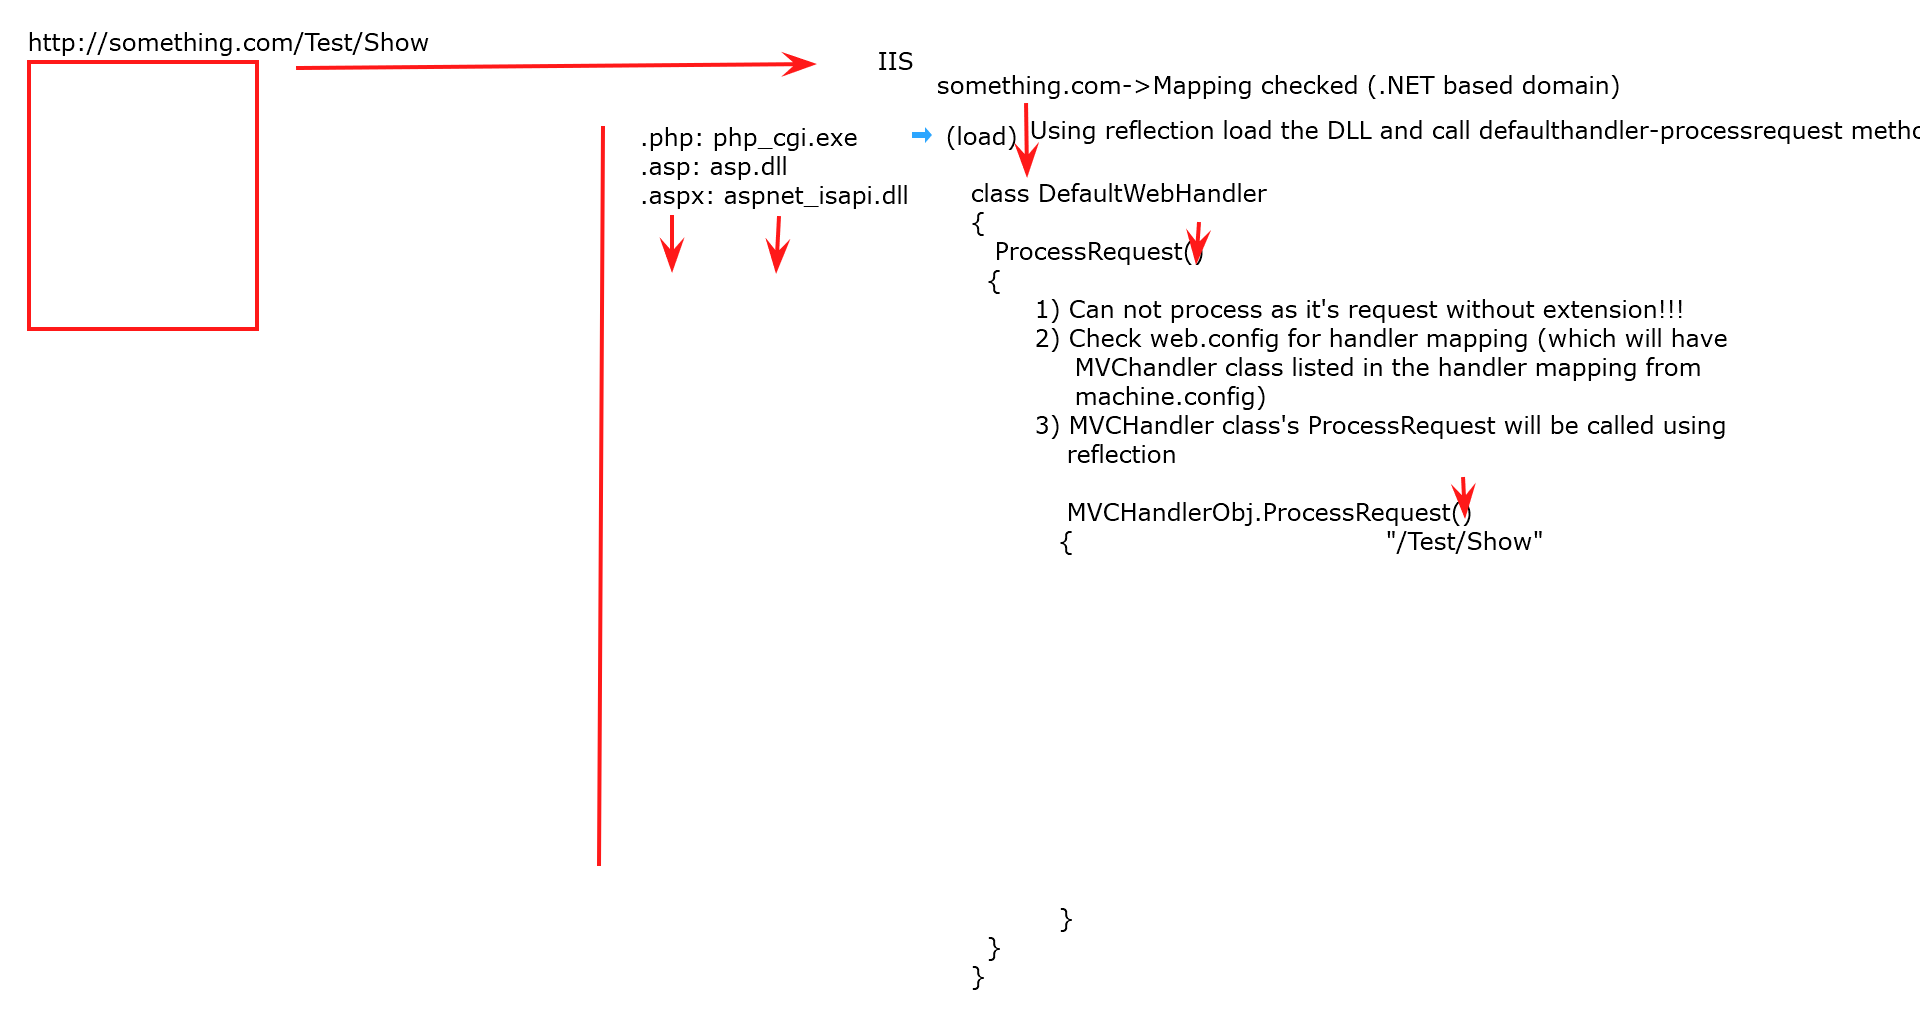 http://something.com/Test/Show
IIS
something.com->Mapping checked (.NET based domain)
.php: php_cgi.exe
(load)
Using reflection load the DLL and call defaulthandler-processrequest metho
.asp: asp.dll
.aspx: aspnet_isapi.dll
class DefaultWebHandler
{
ProcessRequest()
{
1) Can not process as it's request without extension!!!
2) Check web.config for handler mapping (which will have
MVChandler class listed in the handler mapping from
machine.config)
3) MVCHandler class's ProcessRequest will be called using
reflection
MVCHandlerObj.ProcessRequest()
{ "/Test/Show"
}
}
}